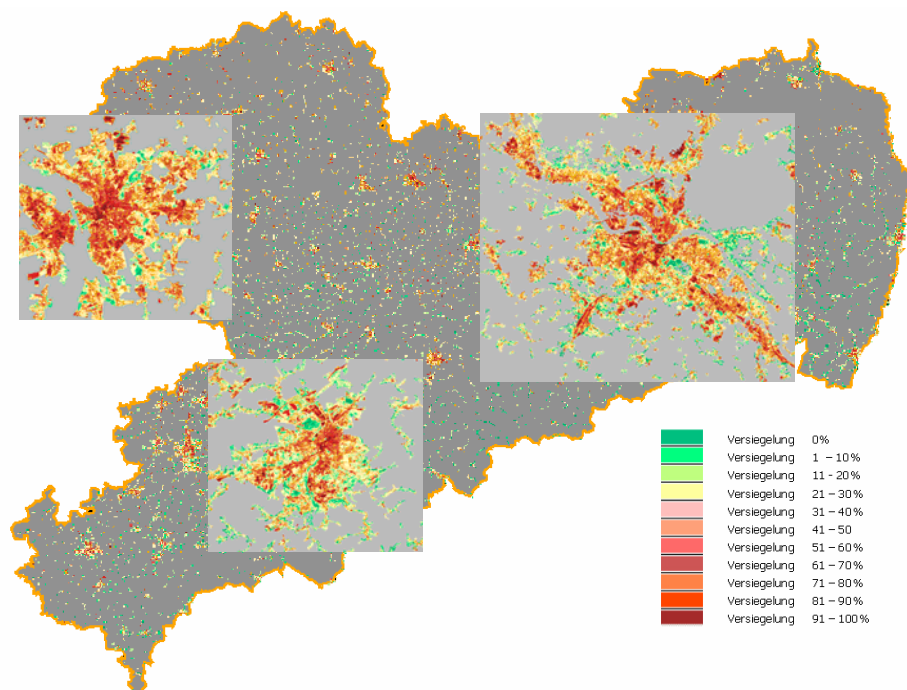 Versiegelung 0%
Versiegelung 1 – 10%
Versiegelung 11 - 20%
Versiegelung 21 – 30%
Versiegelung 31 – 40%
Versiegelung 41 – 50
Versiegelung 51 – 60%
Versiegelung 61 – 70%
Versiegelung 71 – 80%
Versiegelung 81 – 90%
Versiegelung 91 – 100%